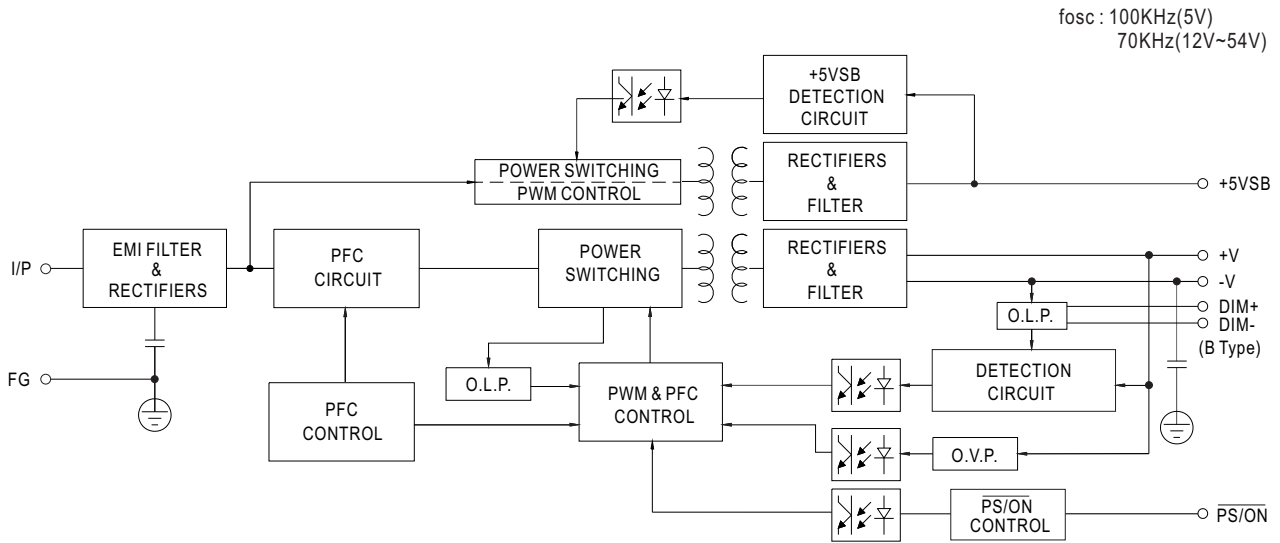 fosc : 100KHz(5V)
70KHz(12V~54V)
+5VSB
DETECTION
CIRCUIT
POWER SWITCHING
PWM CONTROL
RECTIFIERS
&
FILTER
+5VSB
I/P
EMI FILTER
&
RECTIFIERS
PFC
CIRCUIT
POWER
SWITCHING
RECTIFIERS
&
FILTER
+V
-V
O.L.P.
DIM+
DIM-
(B Type)
FG
PFC
CONTROL
O.L.P.
PWM & PFC
CONTROL
DETECTION
CIRCUIT
O.V.P.
PS/ON
CONTROL
PS/ON